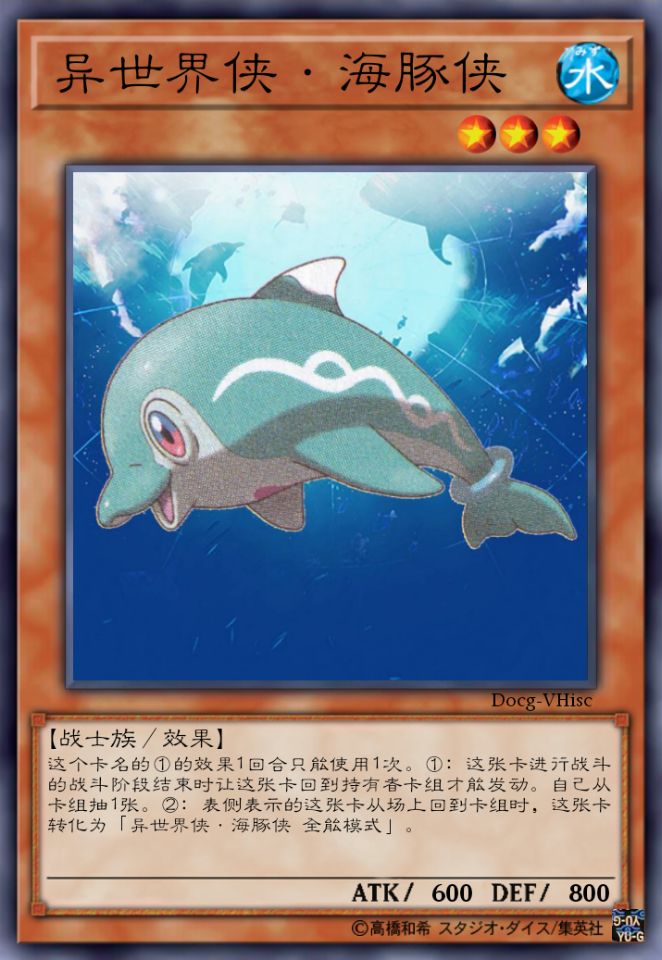 异世界侠·海豚侠
みず
水
Docg-VHisc
【战士族／效果】
这个卡名的①的效果1回合只能使用1次。①：这张卡进行战斗
的战斗阶段结束时让这张卡回到持有者卡组才能发动。自己从
卡组抽1张。②：表侧表示的这张卡从场上回到卡组时，这张卡
转化为「异世界侠·海豚侠 全能模式」。
ATK/ 600 DEF/ 800
©高橋和希 スタジオ・ダイス/集英社